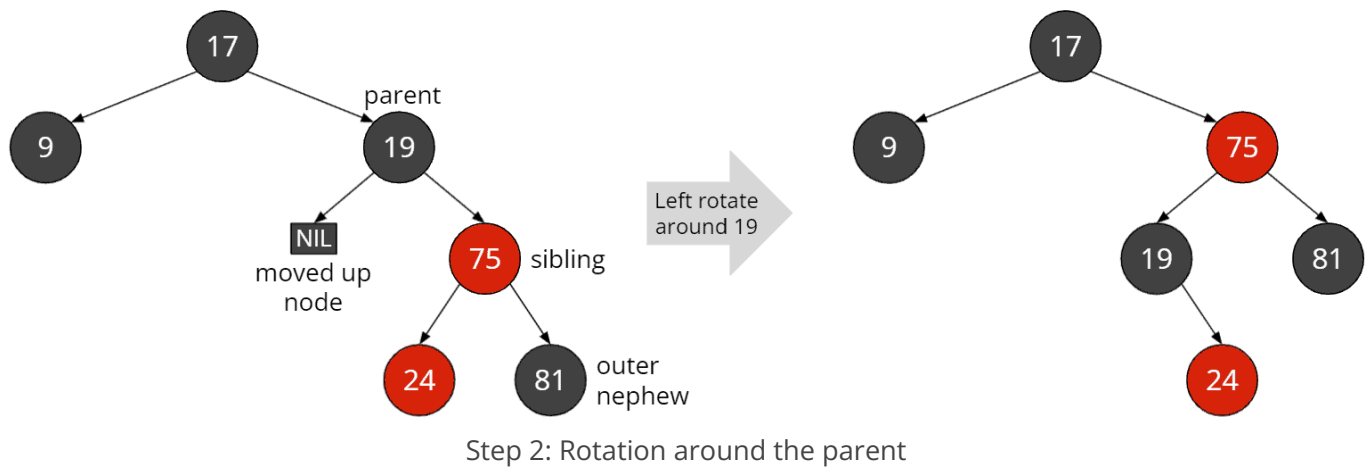 17
17
parent
9
19
9
75
Left rotate
around 19
NIL
moved up
node
75
sibling
19
81
24
81
outer
nephew
24
Step 2: Rotation around the parent